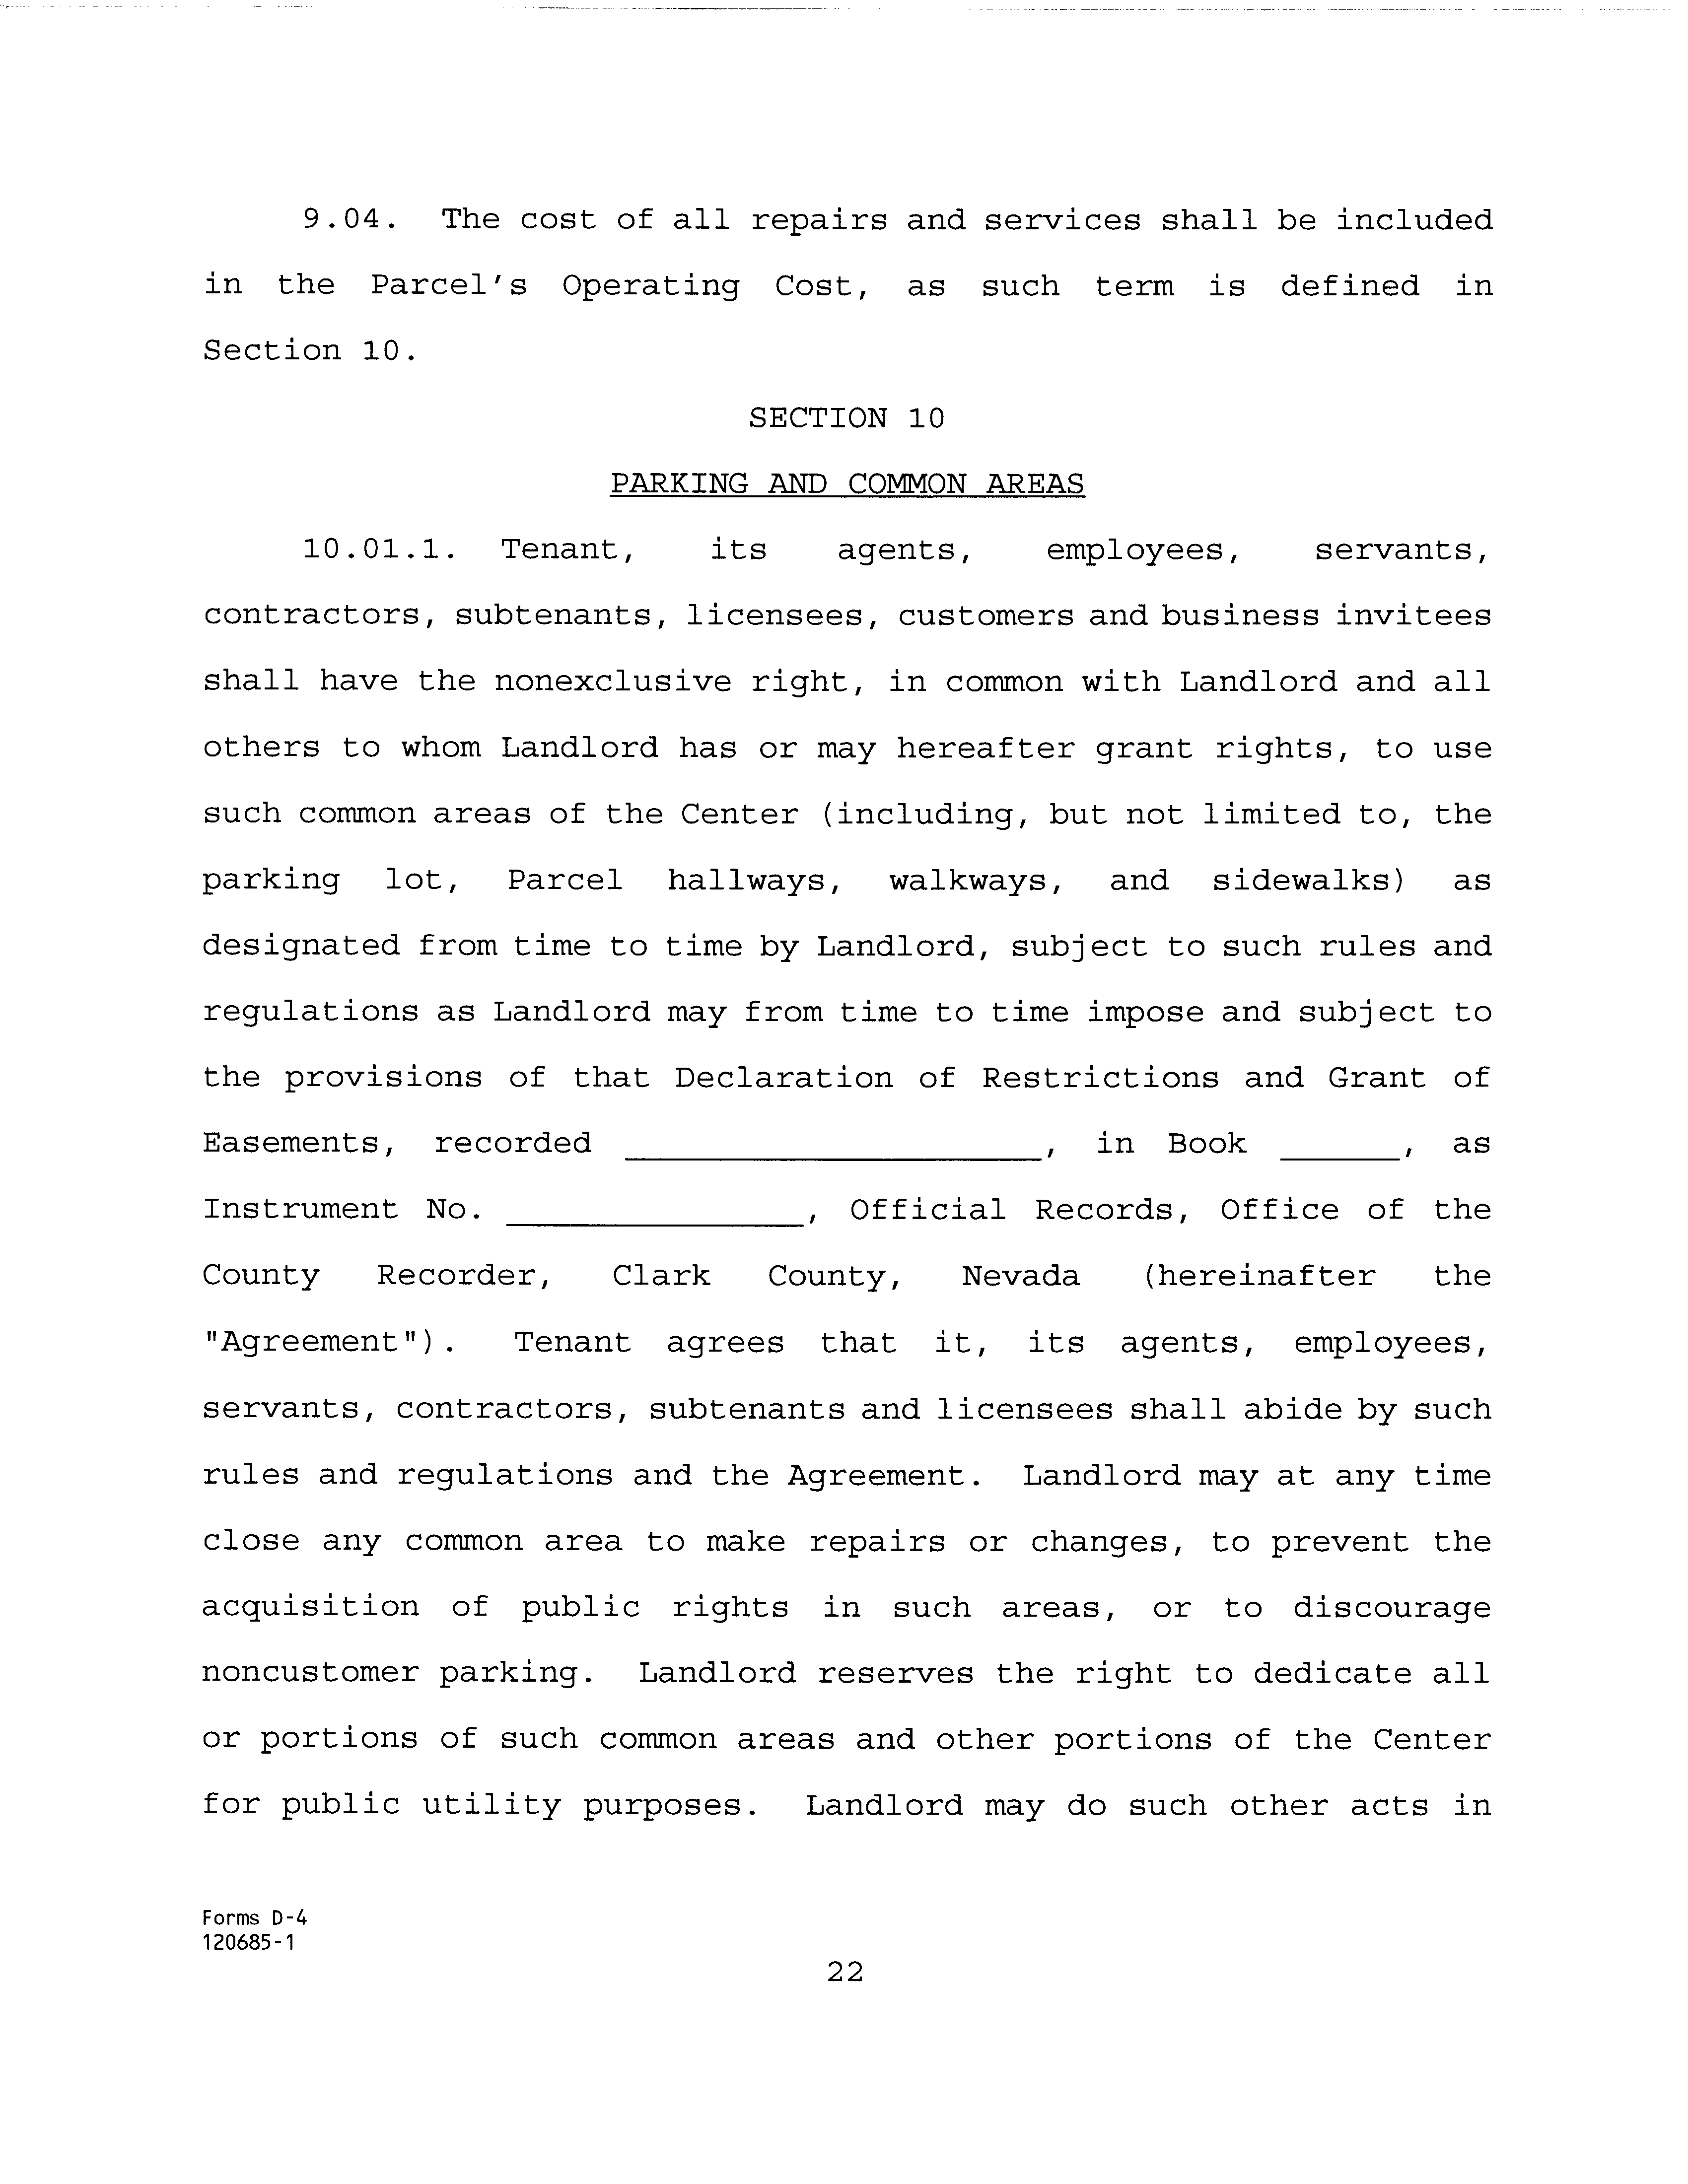 9.04. The cost of all repairs and services shall be included
in the Parcel's Operating Cost, as such term is defined in
Section 10.
SECTION 10
PARKING AND COMMON AREAS
10.01.1. Tenant, its agents, employees, servants,
contractors, subtenants, licensees, customers and business invitees
shall have the nonexclusive right, in common with Landlord and all
others to whom Landlord has or may hereafter grant rights, to use
such common areas of the Center (including, but not limited to, the
parking lot, Parcel hallways, walkways, and sidewalks) as
designated from time to time by Landlord, subject to such rules and
regulations as Landlord may from time to time impose and subject to
the provisions of that Declaration of Restrictions and Grant of
Easements, recorded _____________________, in Book ______, as
Instrument No. _______________, Official Records, Office of the
County Recorder, Clark County, Nevada (hereinafter the
"Agreement"). Tenant agrees that it, its agents, employees,
servants, contractors, subtenants and licensees shall abide by such
rules and regulations and the Agreement. Landlord may at any time
close any common area to make repairs or changes, to prevent the
acquisition of public rights in such areas, or to discourage
noncustomer parking. Landlord reserves the right to dedicate all
or portions of such common areas and other portions of the Center
for public utility purposes. Landlord may do such other acts in
Forms D-4
120685-1
22